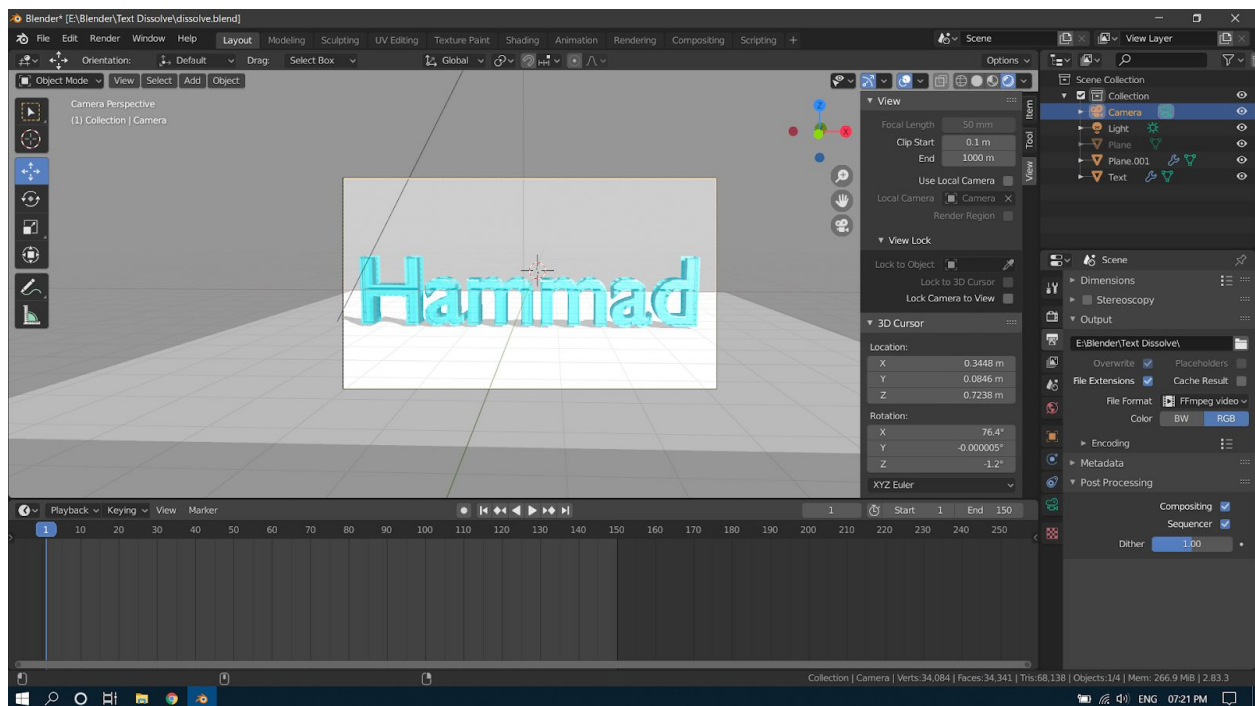 Blender* [E:\Blender\Text Dissolve\dissolve.blend]
File Edit Render Window Help Layout Modeling Sculpting UV Editing Texture Paint Shading Animation Rendering Compositing Scripting + Scene View Layer
Orientation: Default Drag: Select Box Global Options
Object Mode View Select Add Object
Camera Perspective
(1) Collection | Camera
Hammad
Z
X
View
Focal Length 50 mm
Clip Start 0.1 m
End 1000 m
Use Local Camera
Local Camera Camera
Render Region
View Lock
Lock to Object
Lock to 3D Cursor
Lock Camera to View
3D Cursor
Location:
X 0.3448 m
Y 0.0846 m
Z 0.7238 m
Rotation:
X 76.4°
Y -0.000005°
Z -1.2°
XYZ Euler
Item
Tool
View
Scene Collection
Collection
Camera
Light
Plane
Plane.001
Text
Scene
Dimensions
Stereoscopy
Output
E:\Blender\Text Dissolve\
Overwrite Placeholders
File Extensions Cache Result
File Format FFmpeg video
Color BW RGB
Encoding
Metadata
Post Processing
Compositing
Sequencer
Dither 1.00
Playback Keying View Marker 1 Start 1 End 150
1 10 20 30 40 50 60 70 80 90 100 110 120 130 140 150 160 170 180 190 200 210 220 230 240 250
Collection | Camera | Verts:34,084 | Faces:34,341 | Tris:68,138 | Objects:1/4 | Mem: 266.9 MiB | 2.83.3
ENG 07:21 PM